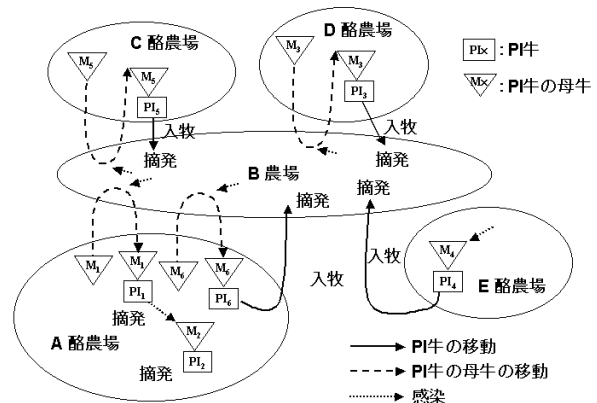 C 酪農場
M5
M5
PI5
入牧
摘発
D 酪農場
M3
M3
PI3
入牧
摘発
PIx
: PI牛
Mx
: PI牛の母牛
B 農場
摘発
摘発
M1
M1
PI1
摘発
M6
M6
PI6
M2
PI2
摘発
A 酪農場
入牧
入牧
M4
PI4
E 酪農場
PI牛の移動
PI牛の母牛の移動
感染